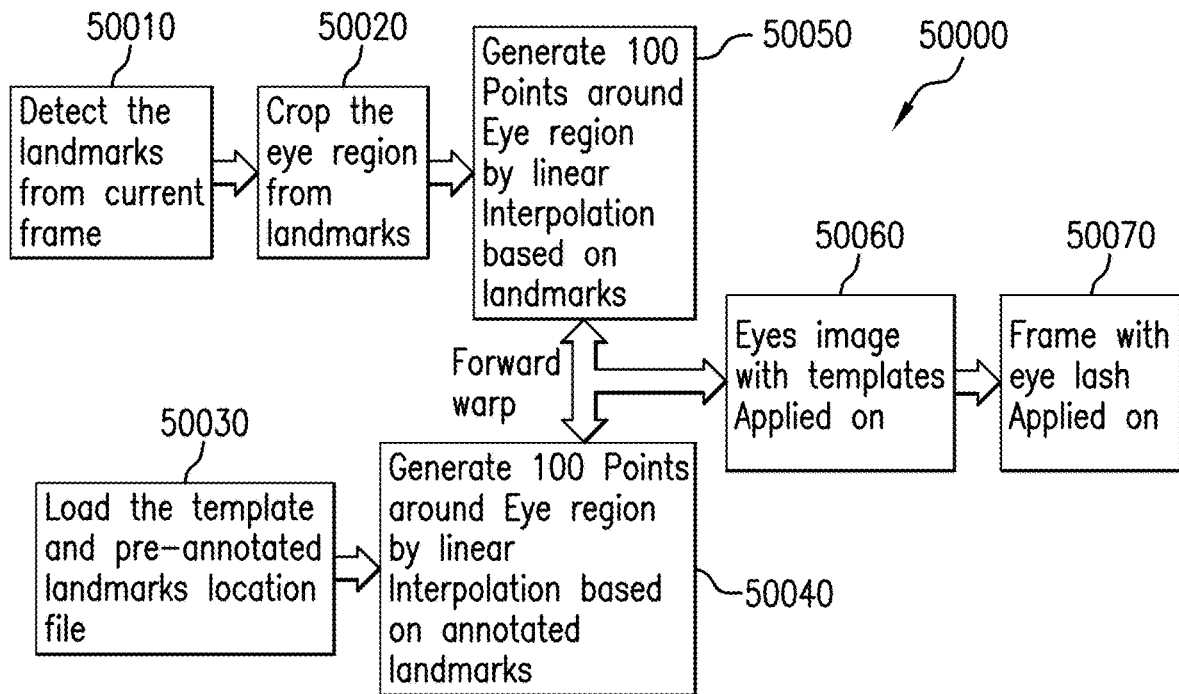 50010
Detect the
landmarks
from current
frame
50020
Crop the
eye region
from
landmarks
50050
Generate 100
Points around
Eye region
by linear
Interpolation
based on
landmarks
50000
Forward
warp
50060
Eyes image
with templates
Applied on
50070
Frame with
eye lash
Applied on
50030
Load the template
and pre-annotated
landmarks location
file
Generate 100 Points
around Eye region
by linear
Interpolation based
on annotated
landmarks
50040